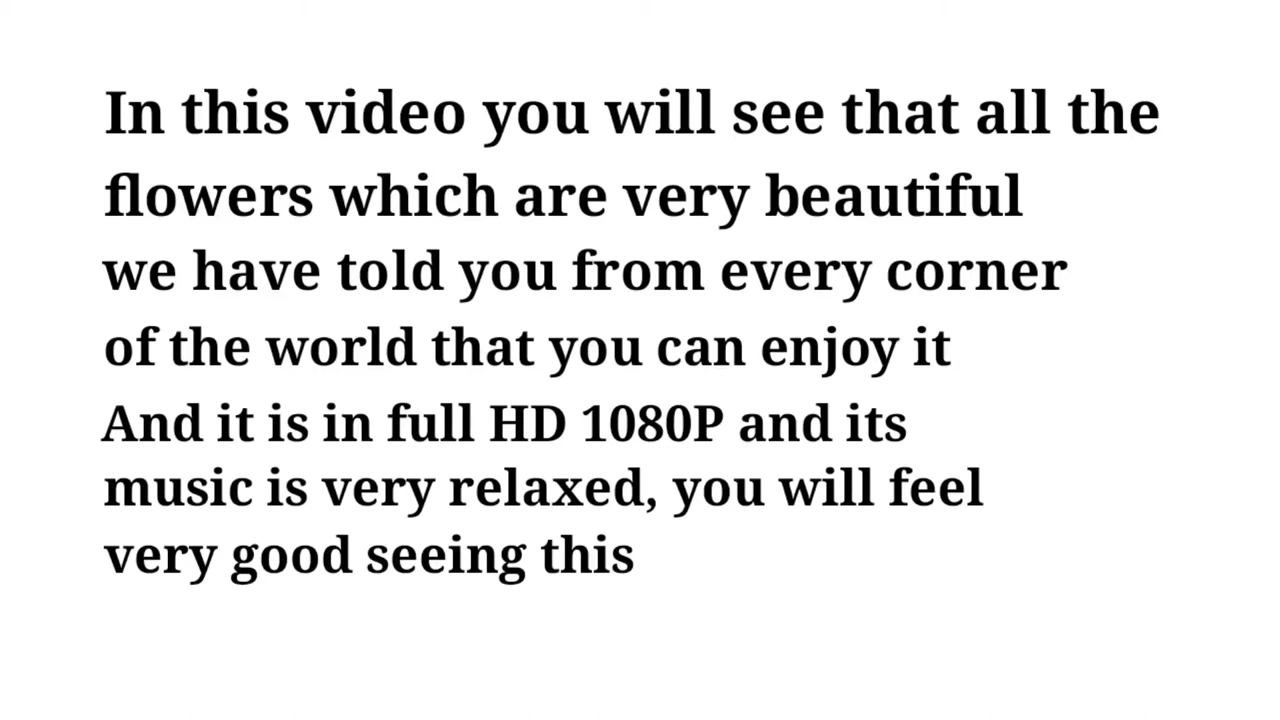 In this video you will see that all the
flowers which are very beautiful
we have told you from every corner
of the world that you can enjoy it
And it is in full HD 1080P and its
music is very relaxed, you will feel
very good seeing this